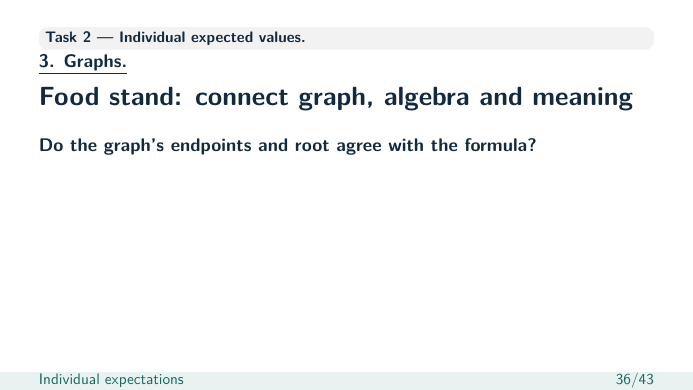 Task 2 — Individual expected values.
3. Graphs.
Food stand: connect graph, algebra and meaning
Do the graph's endpoints and root agree with the formula?
Individual expectations
36/43